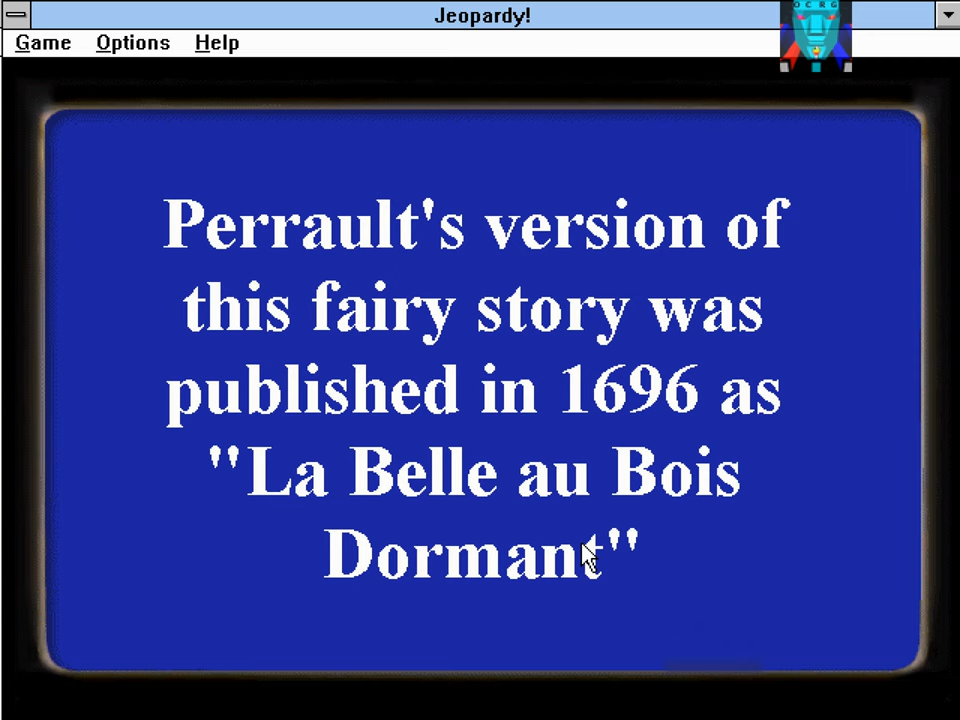 Jeopardy!
Game Options Help
OCRG
Perrault's version of
this fairy story was
published in 1696 as
"La Belle au Bois
Dormant"